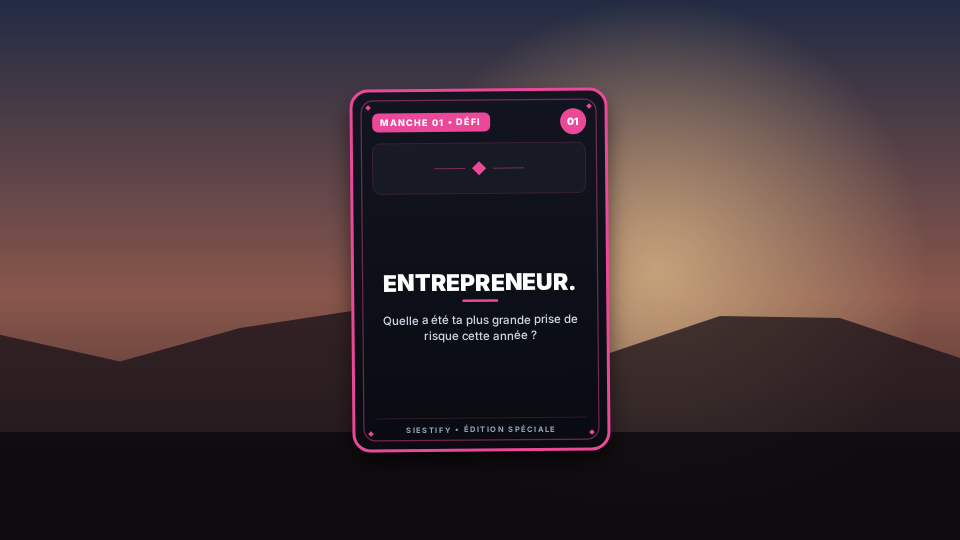 MANCHE 01 • DÉFI
01
ENTREPRENEUR.
Quelle a été ta plus grande prise de
risque cette année ?
SIESTIFY • ÉDITION SPÉCIALE